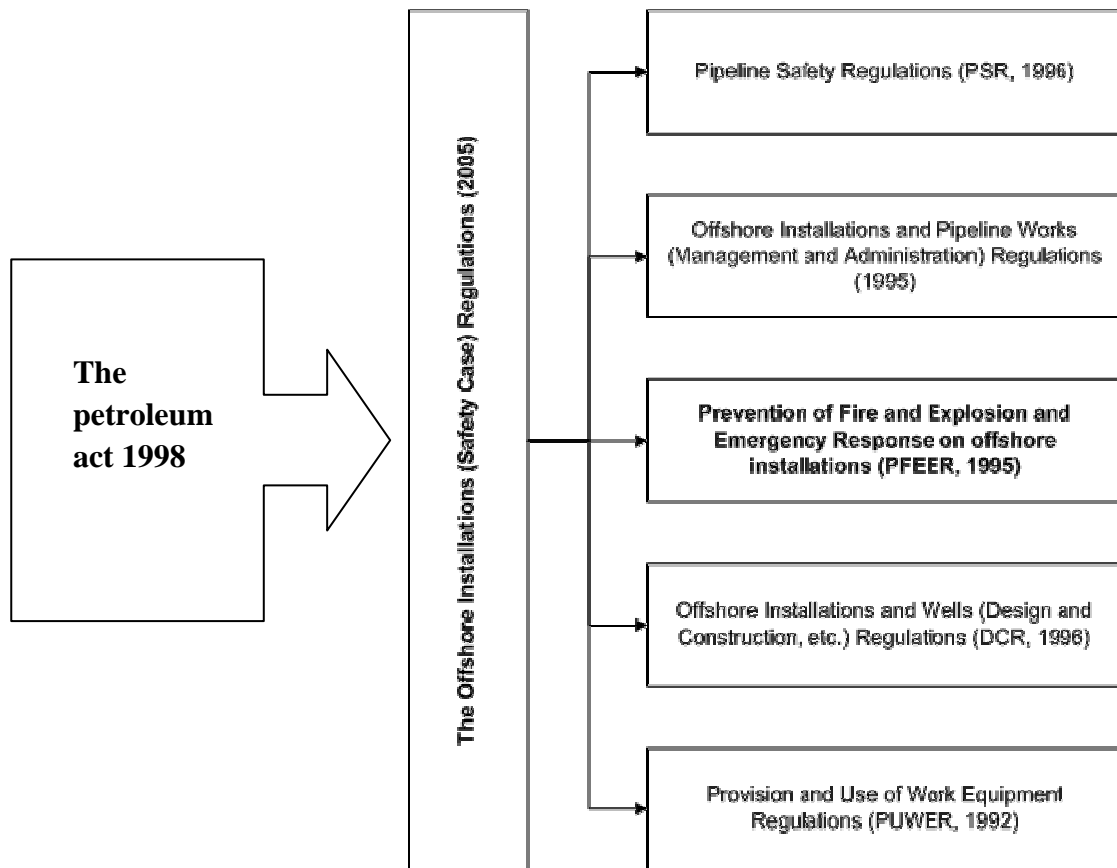 The
petroleum
act 1998
The Offshore Installations (Safety Case) Regulations (2005)
Pipeline Safety Regulations (PSR, 1996)
Offshore Installations and Pipeline Works
(Management and Administration) Regulations
(1995)
Prevention of Fire and Explosion and
Emergency Response on offshore
installations (PFEER, 1995)
Offshore Installations and Wells (Design and
Construction, etc.) Regulations (DCR, 1996)
Provision and Use of Work Equipment
Regulations (PUWER, 1992)